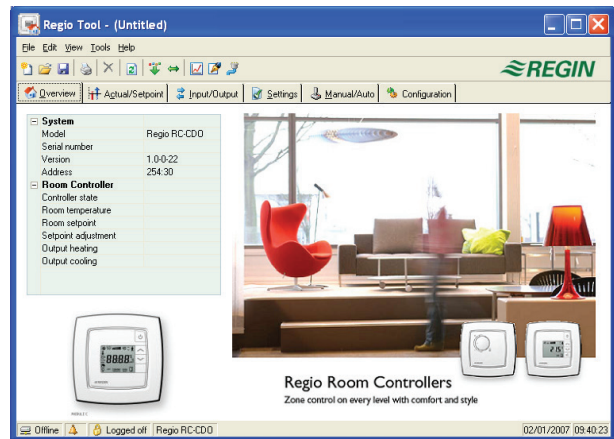 Regio Tool - (Untitled)
File Edit View Tools Help
REGIN
Overview Actual/Setpoint Input/Output Settings Manual/Auto Configuration
System
Model Regio RC-CDO
Serial number
Version 1.0-0-22
Address 254:30
Room Controller
Controller state
Room temperature
Room setpoint
Setpoint adjustment
Output heating
Output cooling
Regio Room Controllers
Zone control on every level with comfort and style
Offline Logged off Regio RC-CDO 02/01/2007 09:40:23